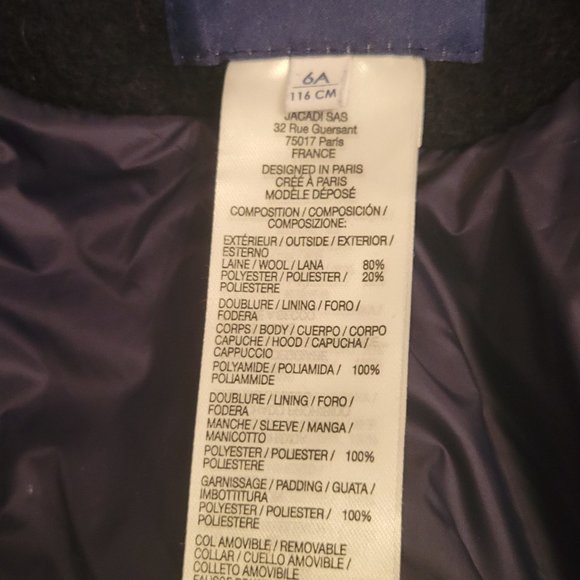 6A
116 CM
JACADI SAS
32 Rue Guersant
75017 Paris
FRANCE
DESIGNED IN PARIS
CRÉÉ À PARIS
MODÈLE DÉPOSÉ
COMPOSITION / COMPOSICIÓN /
COMPOSIZIONE:
EXTÉRIEUR / OUTSIDE / EXTERIOR /
ESTERNO
LAINE / WOOL / LANA 80%
POLYESTER / POLIESTER / 20%
POLIESTERE
DOUBLURE / LINING / FORO /
FODERA
CORPS / BODY / CUERPO / CORPO
CAPUCHE / HOOD / CAPUCHA /
CAPPUCCIO
POLYAMIDE / POLIAMIDA / 100%
POLIAMMIDE
DOUBLURE / LINING / FORO /
FODERA
MANCHE / SLEEVE / MANGA /
MANICOTTO
POLYESTER / POLIESTER / 100%
POLIESTERE
GARNISSAGE / PADDING / GUATA /
IMBOTTITURA
POLYESTER / POLIESTER / 100%
POLIESTERE
COL AMOVIBLE / REMOVABLE
COLLAR / CUELLO AMOVIBLE /
COLLETO AMOVIBILE